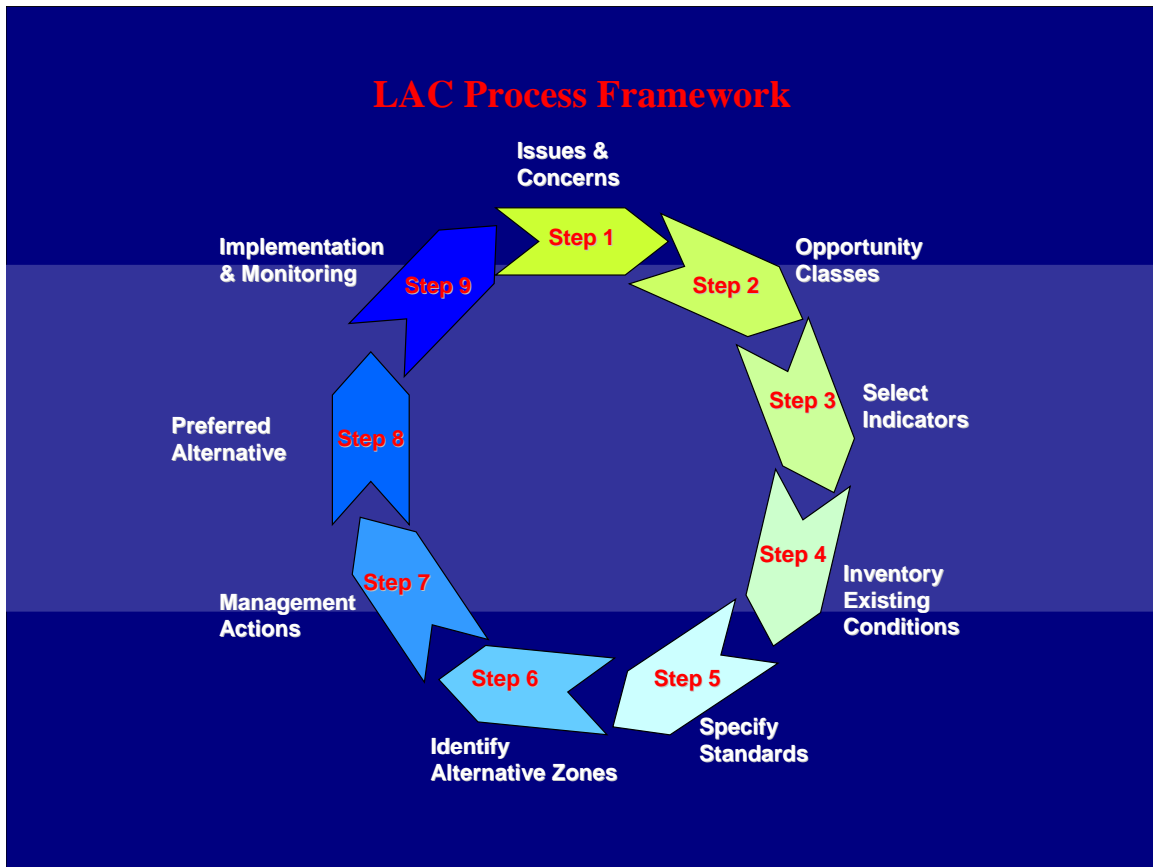 LAC Process Framework
Issues &
Concerns
Step 1
Opportunity
Classes
Step 2
Select
Indicators
Step 3
Inventory
Existing
Conditions
Step 4
Specify
Standards
Step 5
Identify
Alternative Zones
Step 6
Management
Actions
Step 7
Preferred
Alternative
Step 8
Implementation
& Monitoring
Step 9